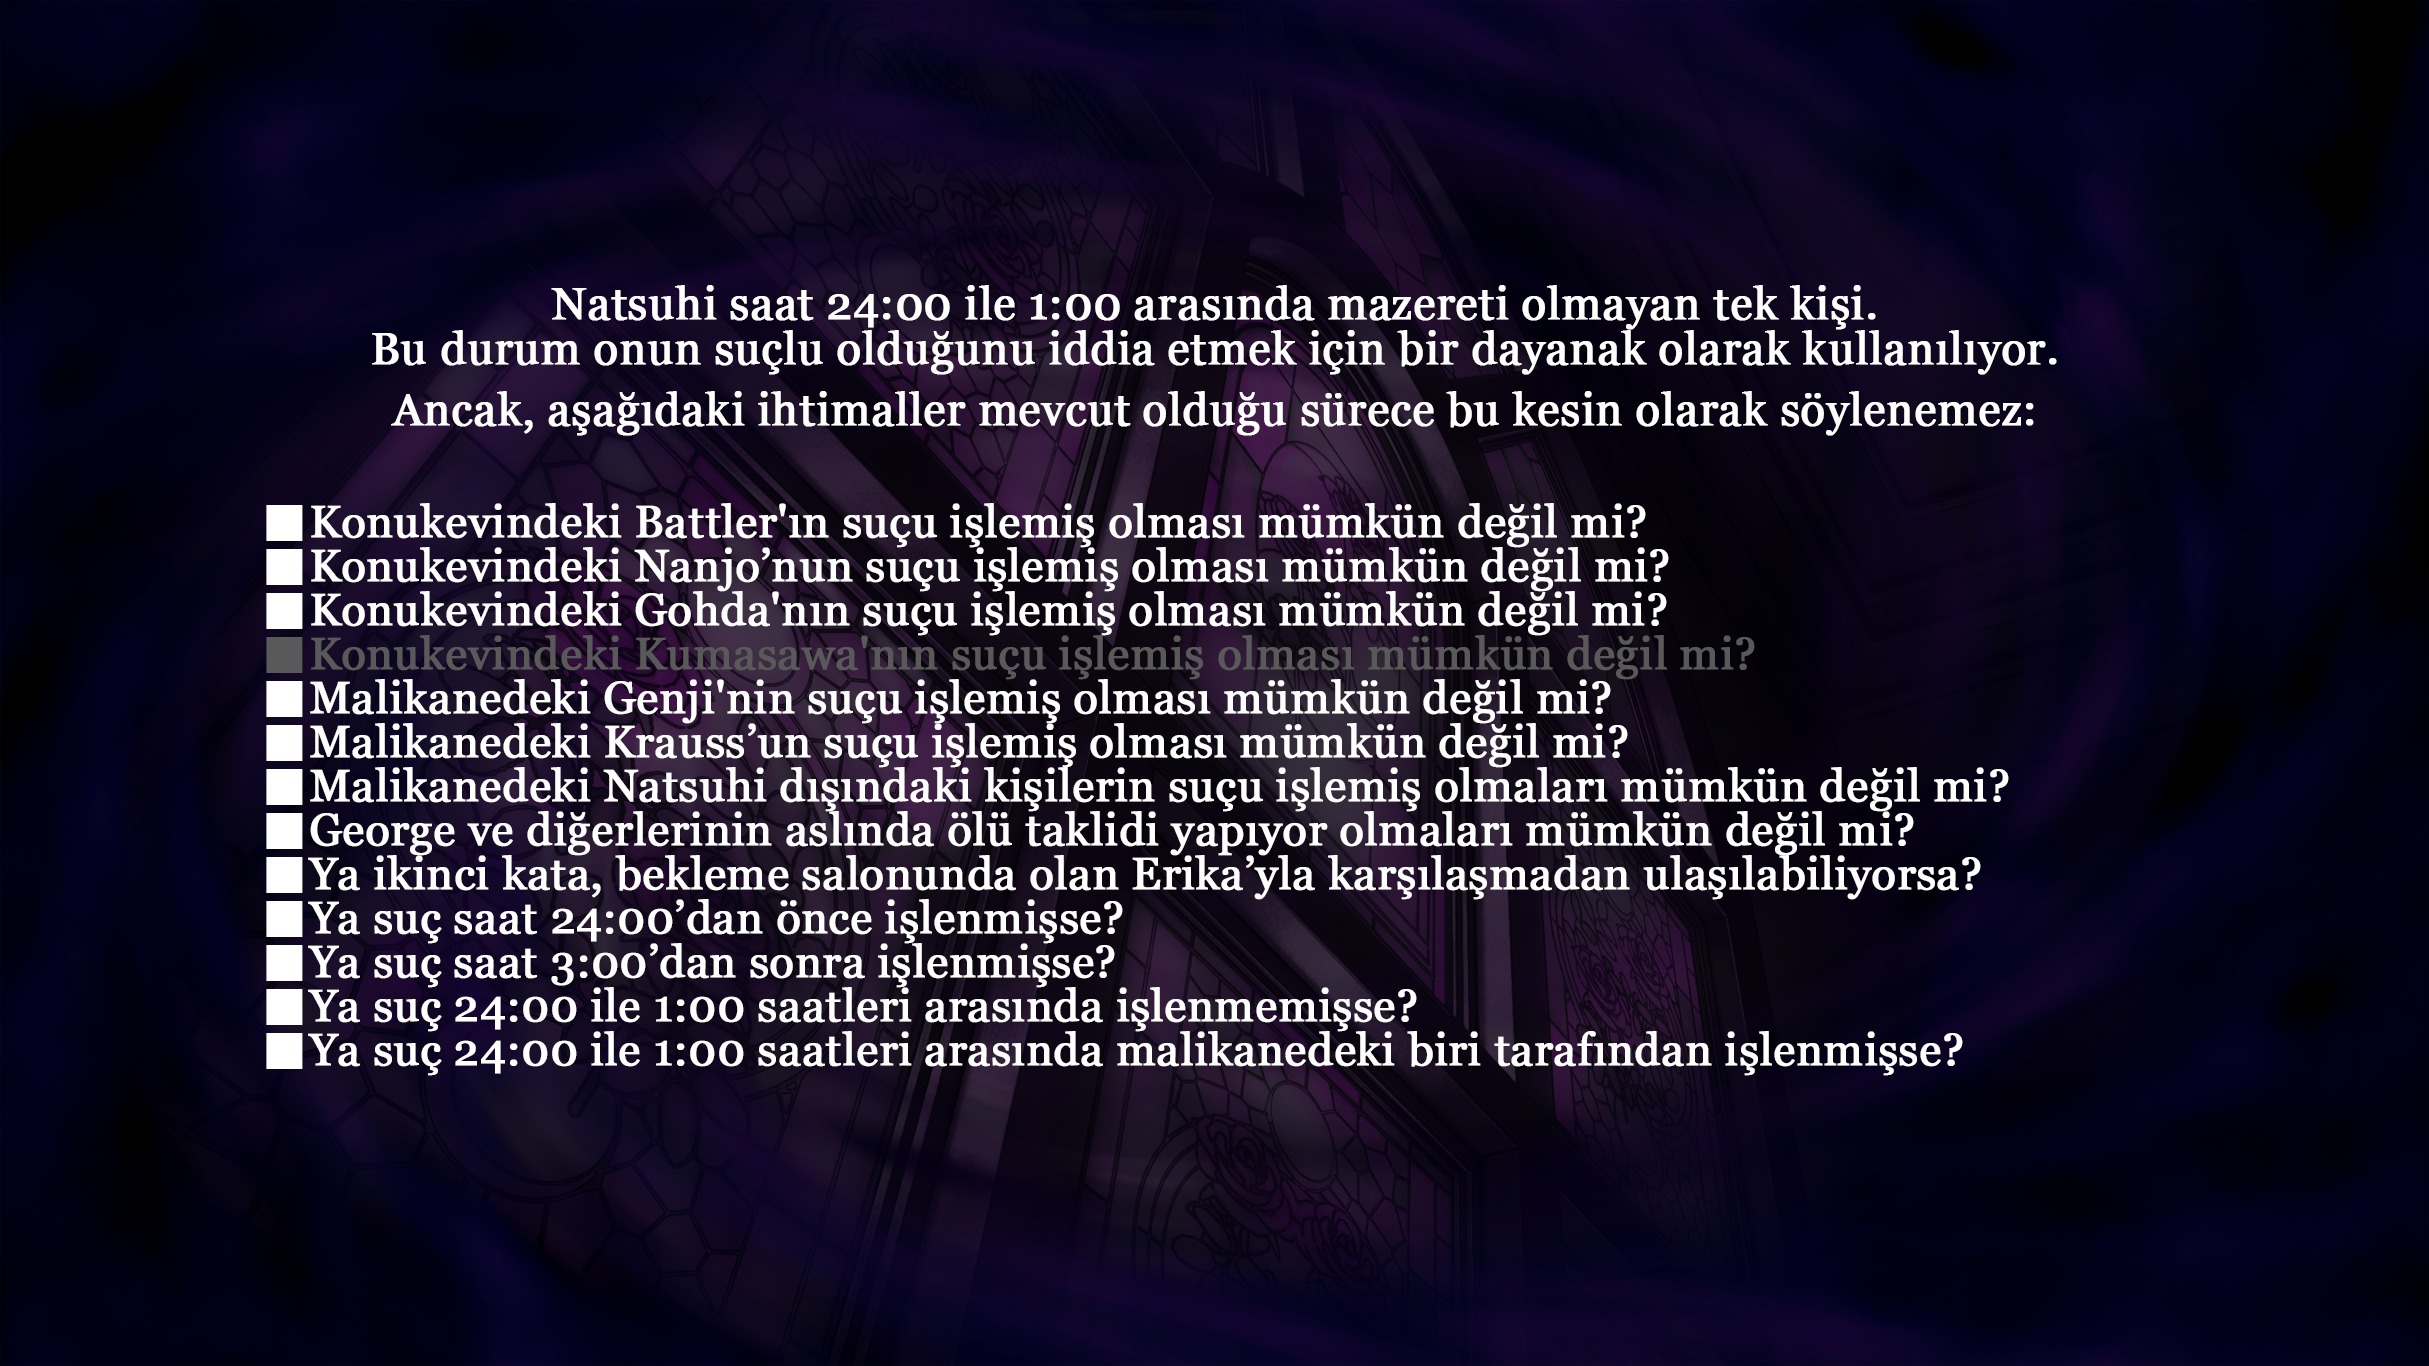 Natsuhi saat 24:00 ile 1:00 arasında mazereti olmayan tek kişi.
Bu durum onun suçlu olduğunu iddia etmek için bir dayanak olarak kullanılıyor.
Ancak, aşağıdaki ihtimaller mevcut olduğu sürece bu kesin olarak söylenemez:
■Konukevindeki Battler'ın suçu işlemiş olması mümkün değil mi?
■Konukevindeki Nanjo’nun suçu işlemiş olması mümkün değil mi?
■Konukevindeki Gohda'nın suçu işlemiş olması mümkün değil mi?
■Konukevindeki Kumasawa'nın suçu işlemiş olması mümkün değil mi?
■Malikanedeki Genji'nin suçu işlemiş olması mümkün değil mi?
■Malikanedeki Krauss’un suçu işlemiş olması mümkün değil mi?
■Malikanedeki Natsuhi dışındaki kişilerin suçu işlemiş olmaları mümkün değil mi?
■George ve diğerlerinin aslında ölü taklidi yapıyor olmaları mümkün değil mi?
■Ya ikinci kata, bekleme salonunda olan Erika’yla karşılaşmadan ulaşılabiliyorsa?
■Ya suç saat 24:00’dan önce işlenmişse?
■Ya suç saat 3:00’dan sonra işlenmişse?
■Ya suç 24:00 ile 1:00 saatleri arasında işlenmemişse?
■Ya suç 24:00 ile 1:00 saatleri arasında malikanedeki biri tarafından işlenmişse?